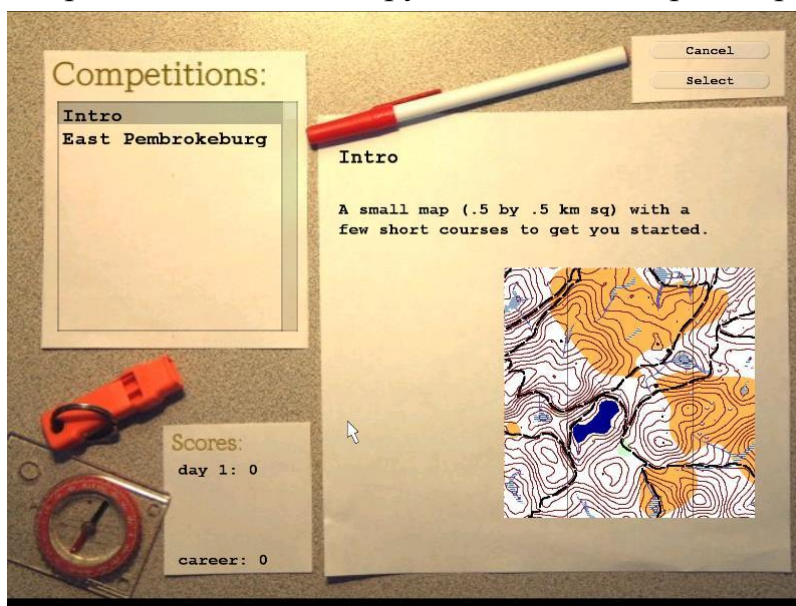 Competitions:
Intro
East Pembrokeburg
Cancel
Select
Intro
A small map (.5 by .5 km sq) with a
few short courses to get you started.
Scores:
day 1: 0
career: 0